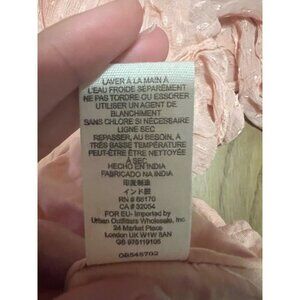 LAVER À LA MAIN À
L'EAU FROIDE SÉPARÉMENT
NE PAS TORDRE OU ESSORER
UTILISER UN AGENT DE
BLANCHIMENT
SANS CHLORE SI NÉCESSAIRE
LIGNE SEC
REPASSER, AU BESOIN, À
TRÈS BASSE TEMPÉRATURE
PEUT-ÊTRE ÊTRE NETTOYÉE
À SEC
HECHO EN INDIA
FABRICADO NA ÍNDIA
印度制造
インド製
RN # 66170
CA # 32054
FOR EU- Imported by
Urban Outfitters Wholesale, Inc.
24 Market Place
London UK W1W 8AN
GB 978119105
OB545702